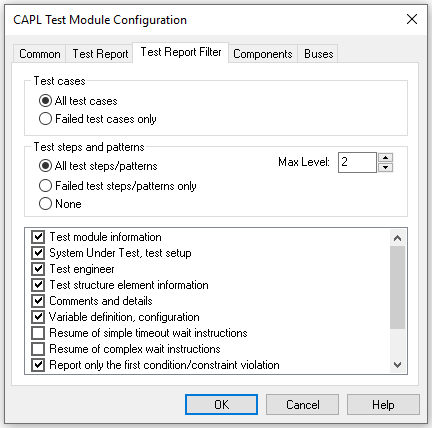 CAPL Test Module Configuration
Common Test Report Test Report Filter Components Buses
Test cases
All test cases
Failed test cases only
Test steps and patterns
All test steps/patterns Max Level: 2
Failed test steps/patterns only
None
Test module information
System Under Test, test setup
Test engineer
Test structure element information
Comments and details
Variable definition, configuration
Resume of simple timeout wait instructions
Resume of complex wait instructions
Report only the first condition/constraint violation
OK Cancel Help